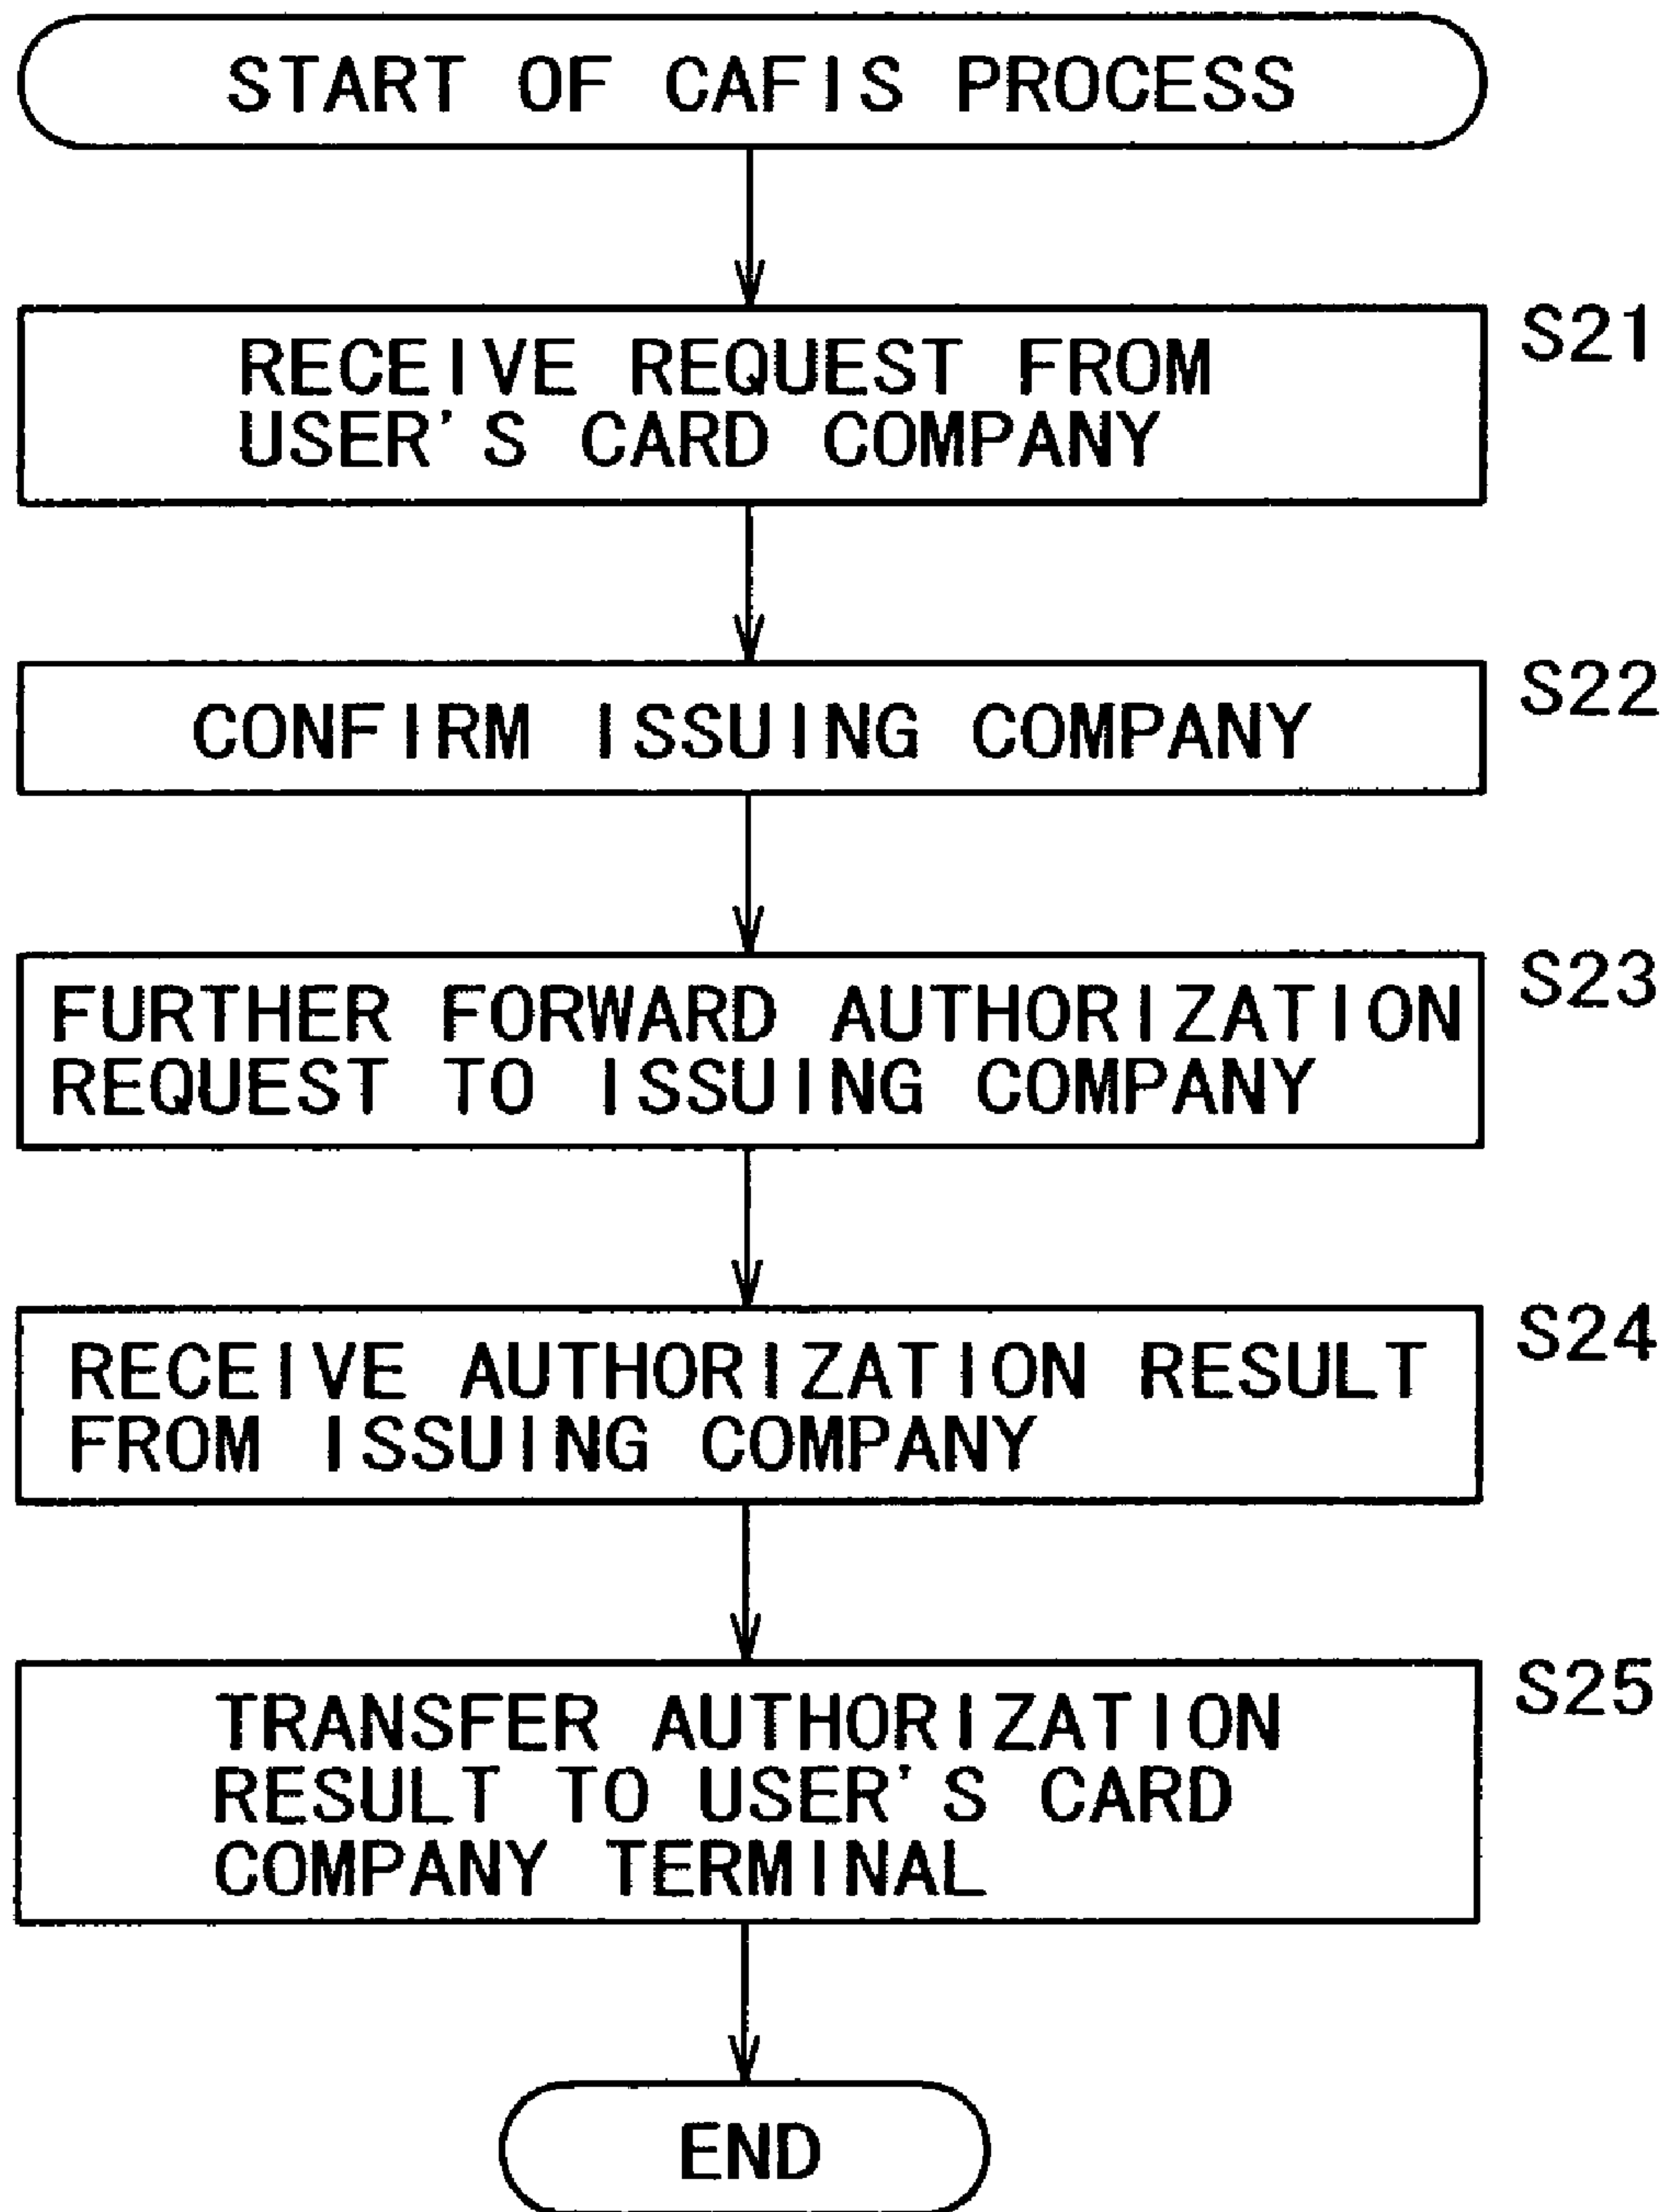 START OF CAFIS PROCESS
RECEIVE REQUEST FROM
USER'S CARD COMPANY
S21
CONFIRM ISSUING COMPANY
S22
FURTHER FORWARD AUTHORIZATION
REQUEST TO ISSUING COMPANY
S23
RECEIVE AUTHORIZATION RESULT
FROM ISSUING COMPANY
S24
TRANSFER AUTHORIZATION
RESULT TO USER'S CARD
COMPANY TERMINAL
S25
END